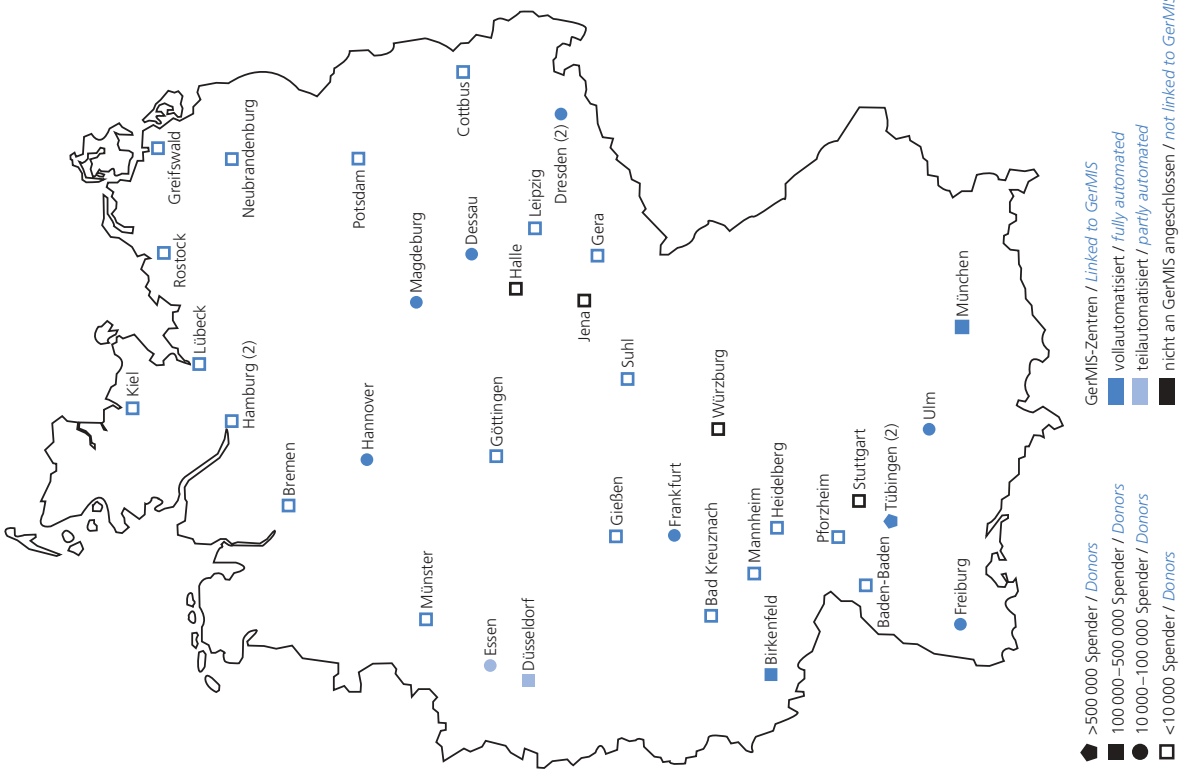 Greifswald
Neubrandenburg
Rostock
Lübeck
Kiel
Hamburg (2)
Bremen
Potsdam
Cottbus
Magdeburg
Hannover
Dessau
Göttingen
Münster
Halle
Leipzig
Dresden (2)
Essen
Düsseldorf
Jena
Gera
Suhl
Gießen
Frankfurt
Würzburg
Bad Kreuznach
Mannheim
Heidelberg
Birkenfeld
Pforzheim
Stuttgart
Baden-Baden
Tübingen (2)
Ulm
München
Freiburg
>500 000 Spender / Donors
100 000–500 000 Spender / Donors
10 000–100 000 Spender / Donors
<10 000 Spender / Donors
GerMIS-Zentren / Linked to GerMIS
vollautomatisiert / fully automated
teilautomatisiert / partly automated
nicht an GerMIS angeschlossen / not linked to GerMIS